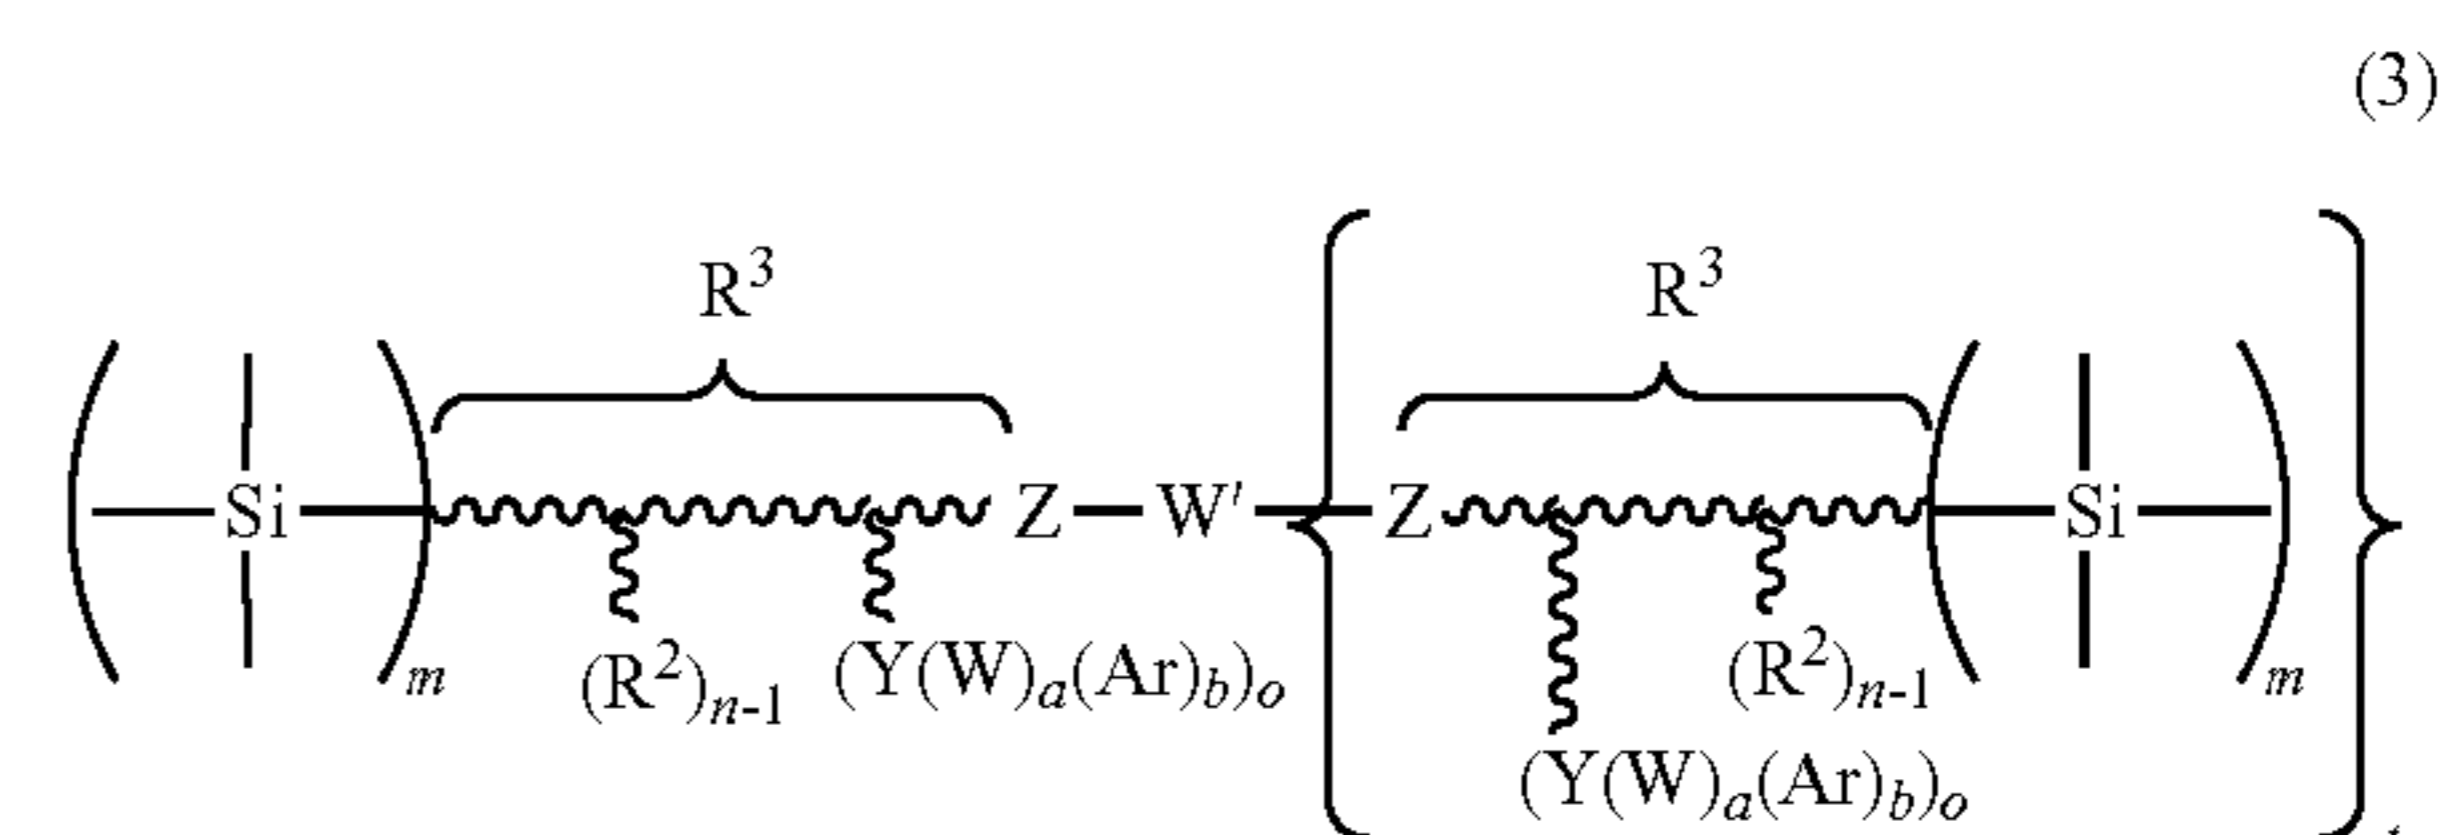 (3)
R³ R³
Si Z—W′ Z Si
m (R²)ₙ₋₁ (Y(W)ₐ(Ar)b)ₒ (R²)ₙ₋₁ m
(Y(W)ₐ(Ar)b)ₒ